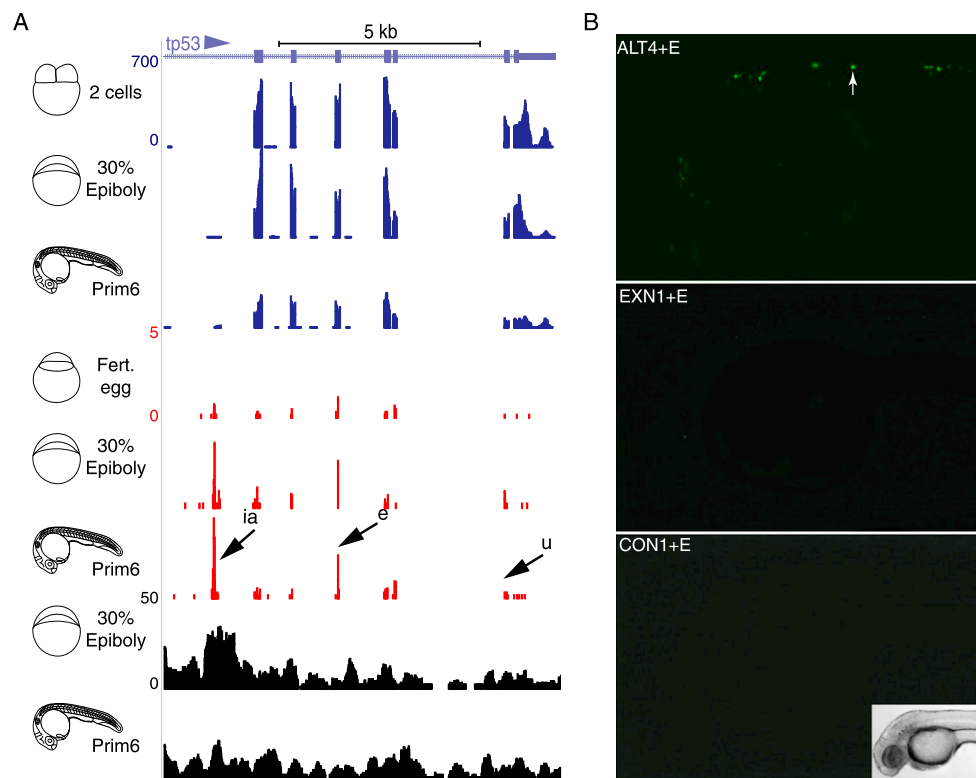 A
B
tp53
5 kb
700
2 cells
0
30%
Epiboly
Prim6
5
Fert.
egg
0
30%
Epiboly
ia
e
u
Prim6
50
30%
Epiboly
0
Prim6
ALT4+E
EXN1+E
CON1+E